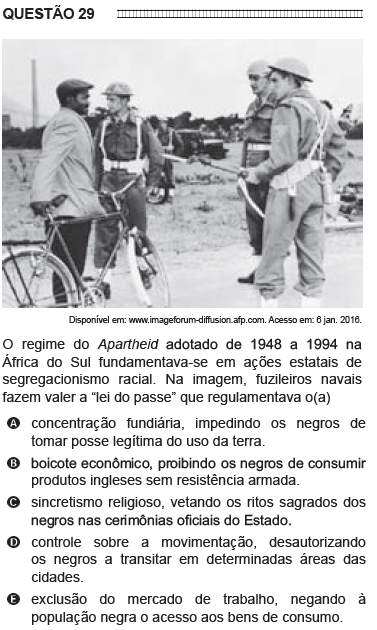 QUESTÃO 29
Disponível em: www.imageforum-diffusion.afp.com. Acesso em: 6 jan. 2016.
O regime do Apartheid adotado de 1948 a 1994 na
África do Sul fundamentava-se em ações estatais de
segregacionismo racial. Na imagem, fuzileiros navais
fazem valer a “lei do passe” que regulamentava o(a)
A concentração fundiária, impedindo os negros de
tomar posse legítima do uso da terra.
B boicote econômico, proibindo os negros de consumir
produtos ingleses sem resistência armada.
C sincretismo religioso, vetando os ritos sagrados dos
negros nas cerimônias oficiais do Estado.
D controle sobre a movimentação, desautorizando
os negros a transitar em determinadas áreas das
cidades.
E exclusão do mercado de trabalho, negando à
população negra o acesso aos bens de consumo.